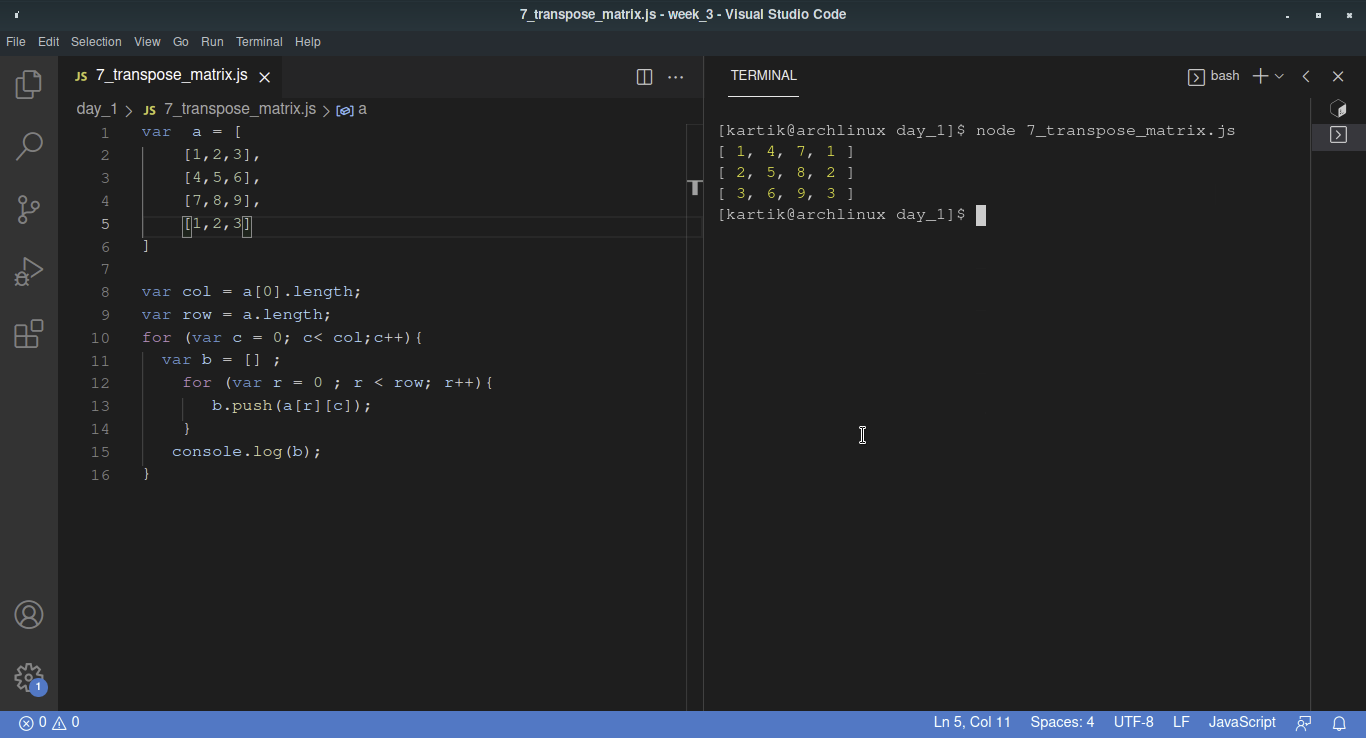 7_transpose_matrix.js - week_3 - Visual Studio Code
File Edit Selection View Go Run Terminal Help
JS 7_transpose_matrix.js
day_1 > JS 7_transpose_matrix.js > a
1 var  a = [
2     [1,2,3],
3     [4,5,6],
4     [7,8,9],
5     [1,2,3]
6 ]
7
8 var col = a[0].length;
9 var row = a.length;
10 for (var c = 0; c< col;c++){
11   var b = [] ;
12     for (var r = 0 ; r < row; r++){
13        b.push(a[r][c]);
14     }
15    console.log(b);
16 }
TERMINAL
bash
[kartik@archlinux day_1]$ node 7_transpose_matrix.js
[ 1, 4, 7, 1 ]
[ 2, 5, 8, 2 ]
[ 3, 6, 9, 3 ]
[kartik@archlinux day_1]$
1
0 0
Ln 5, Col 11 Spaces: 4 UTF-8 LF JavaScript